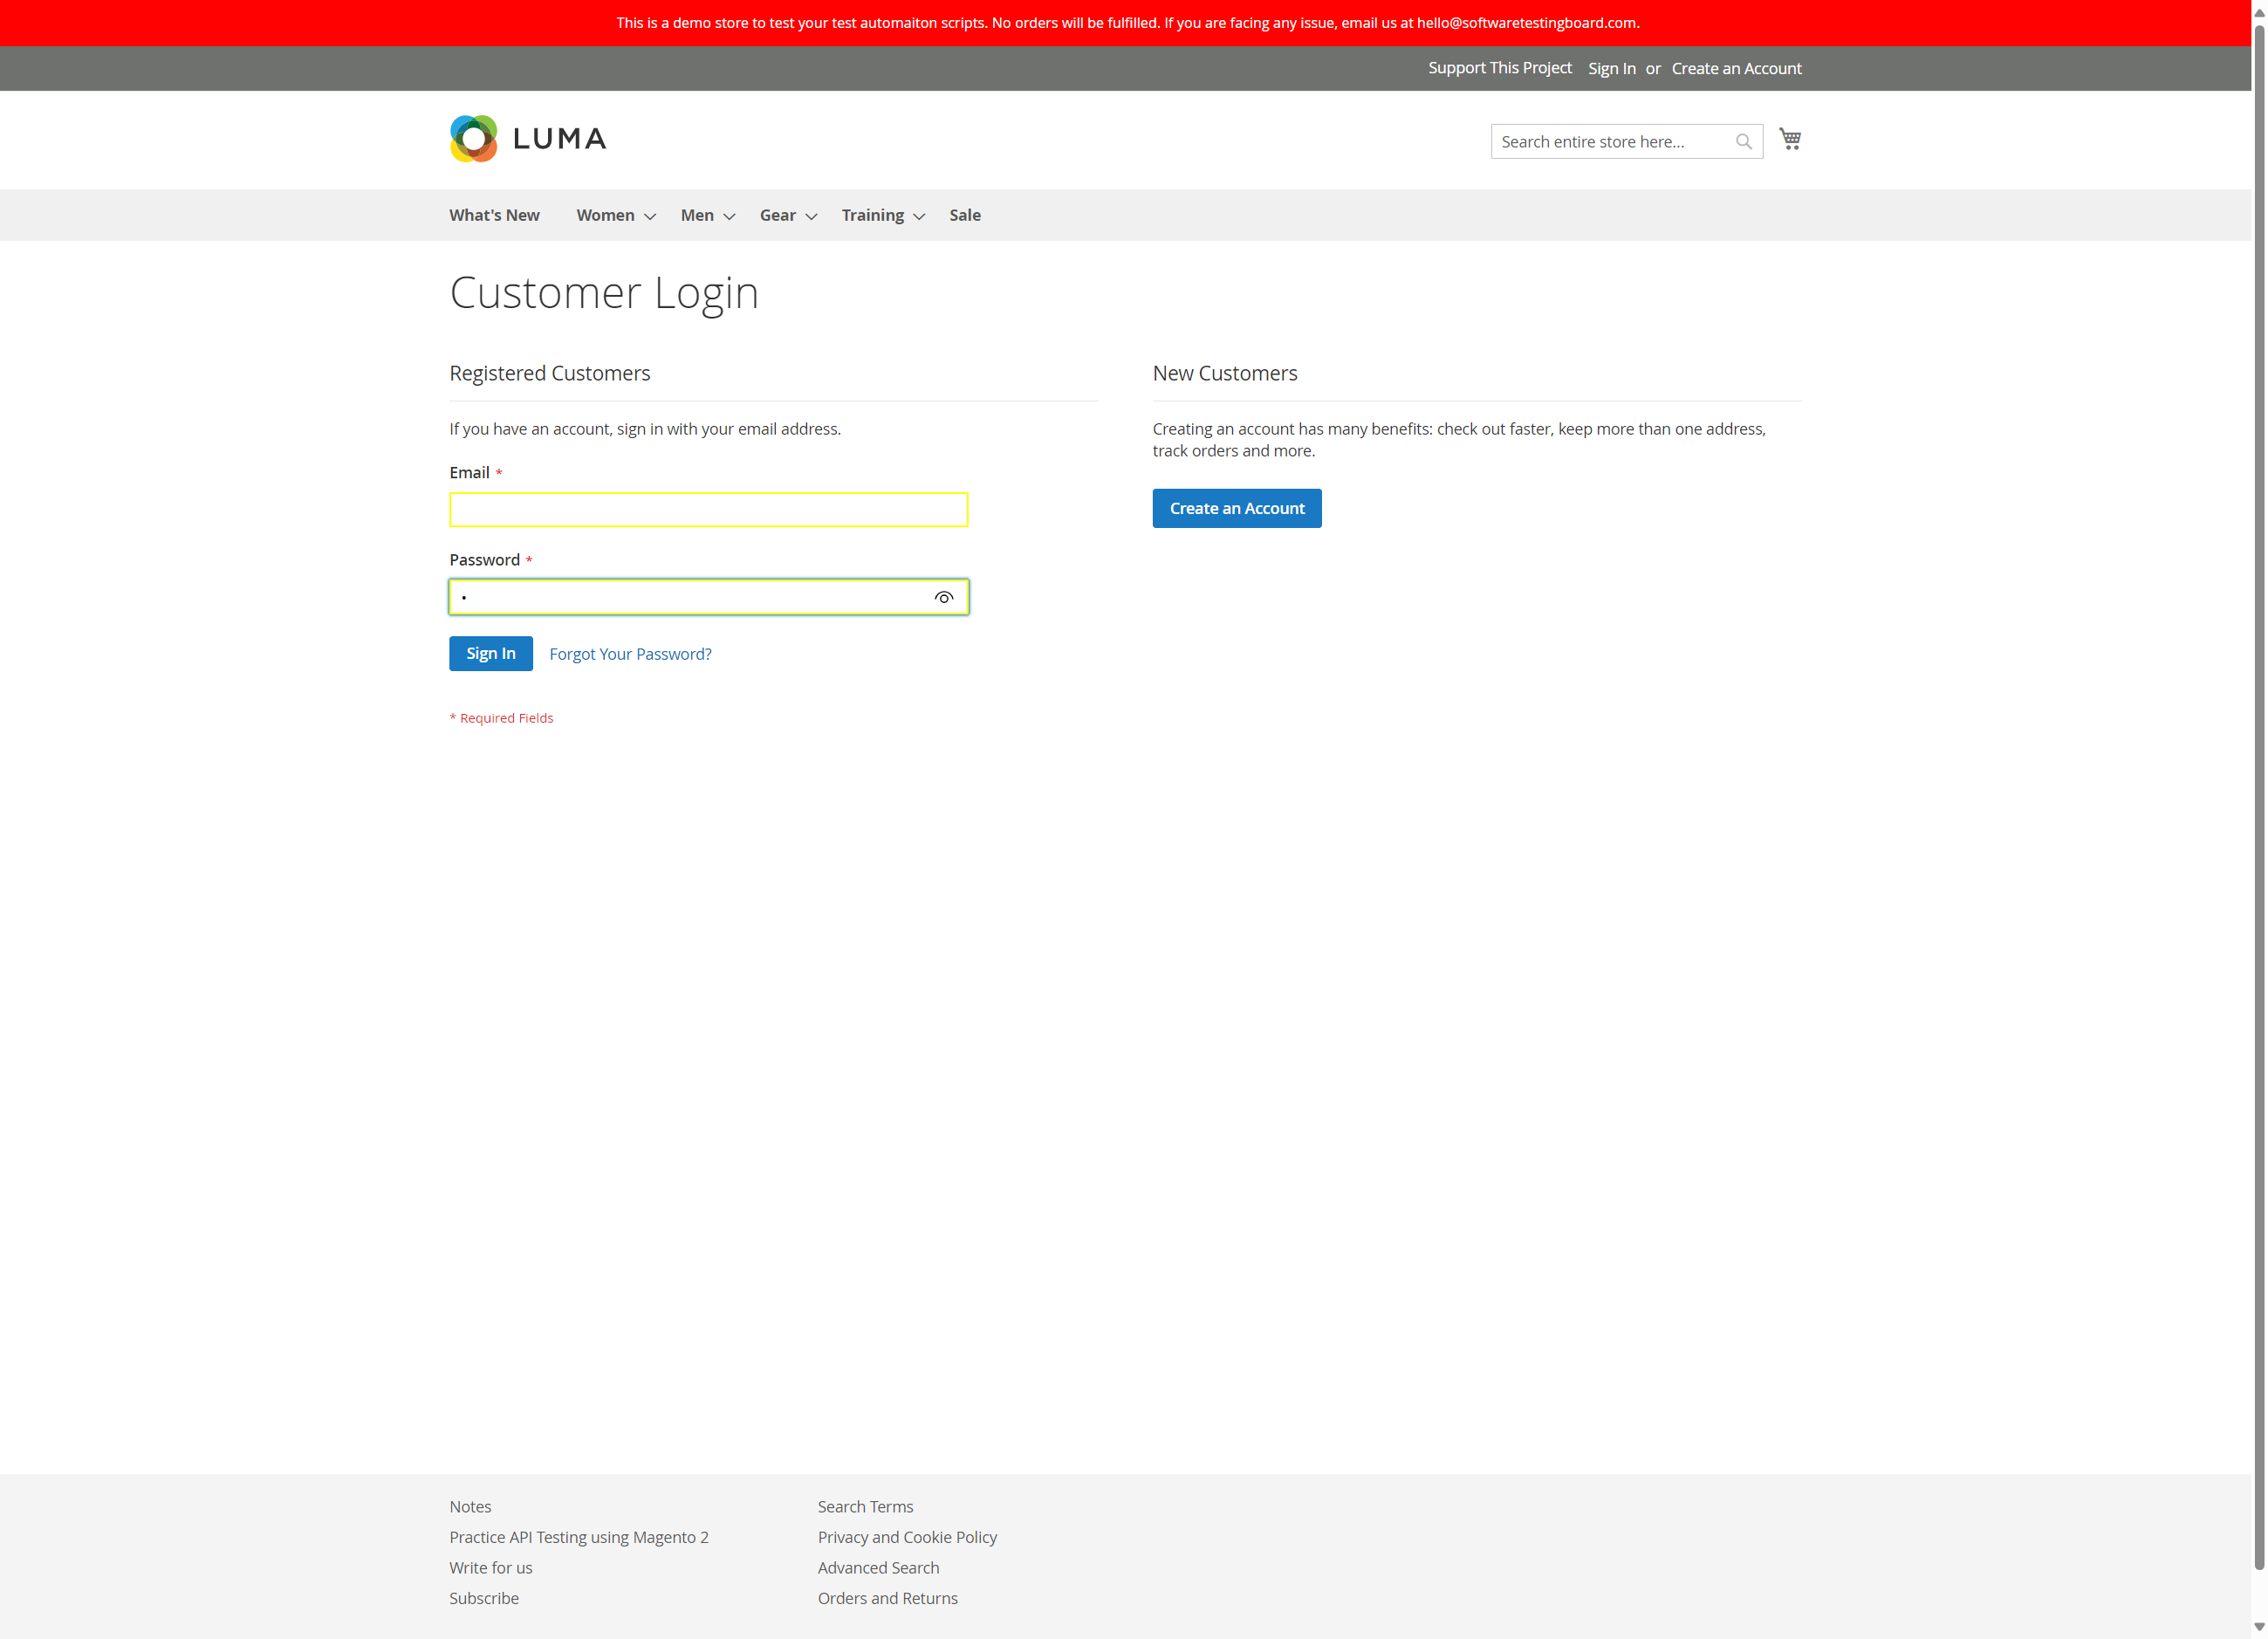 This is a demo store to test your test automaiton scripts. No orders will be fulfilled. If you are facing any issue, email us at hello@softwaretestingboard.com.
Support This Project Sign In or Create an Account
LUMA
Search entire store here...
What's New Women Men Gear Training Sale
Customer Login
Registered Customers
If you have an account, sign in with your email address.
Email *
Password *
Sign In Forgot Your Password?
* Required Fields
New Customers
Creating an account has many benefits: check out faster, keep more than one address,
track orders and more.
Create an Account
Notes
Practice API Testing using Magento 2
Write for us
Subscribe
Search Terms
Privacy and Cookie Policy
Advanced Search
Orders and Returns